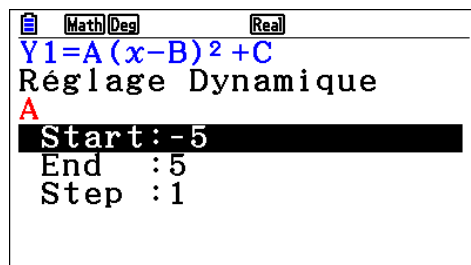 Math Deg Real
Y1=A(x-B)²+C
Réglage Dynamique
A
Start:-5
End :5
Step :1